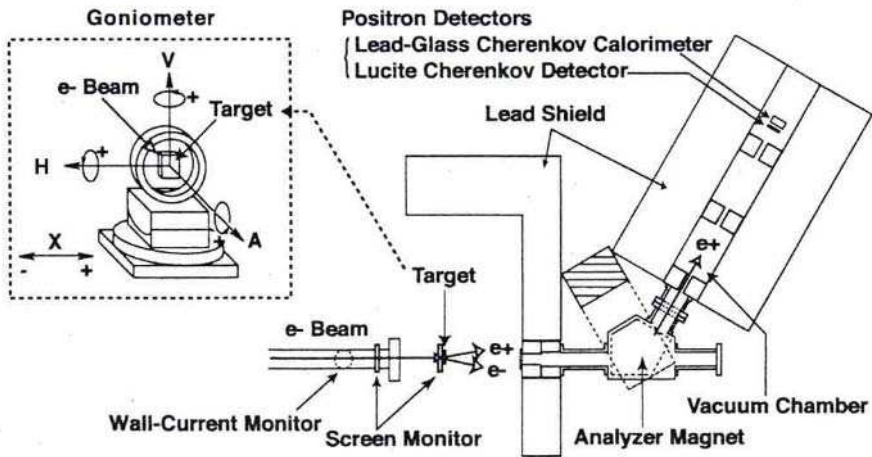 Goniometer
V
e- Beam
+
Target
H
+
+
A
X
- +
Positron Detectors
Lead-Glass Cherenkov Calorimeter
Lucite Cherenkov Detector
Lead Shield
e+
Target
e- Beam
e+
e-
Wall-Current Monitor
Screen Monitor
Analyzer Magnet
Vacuum Chamber